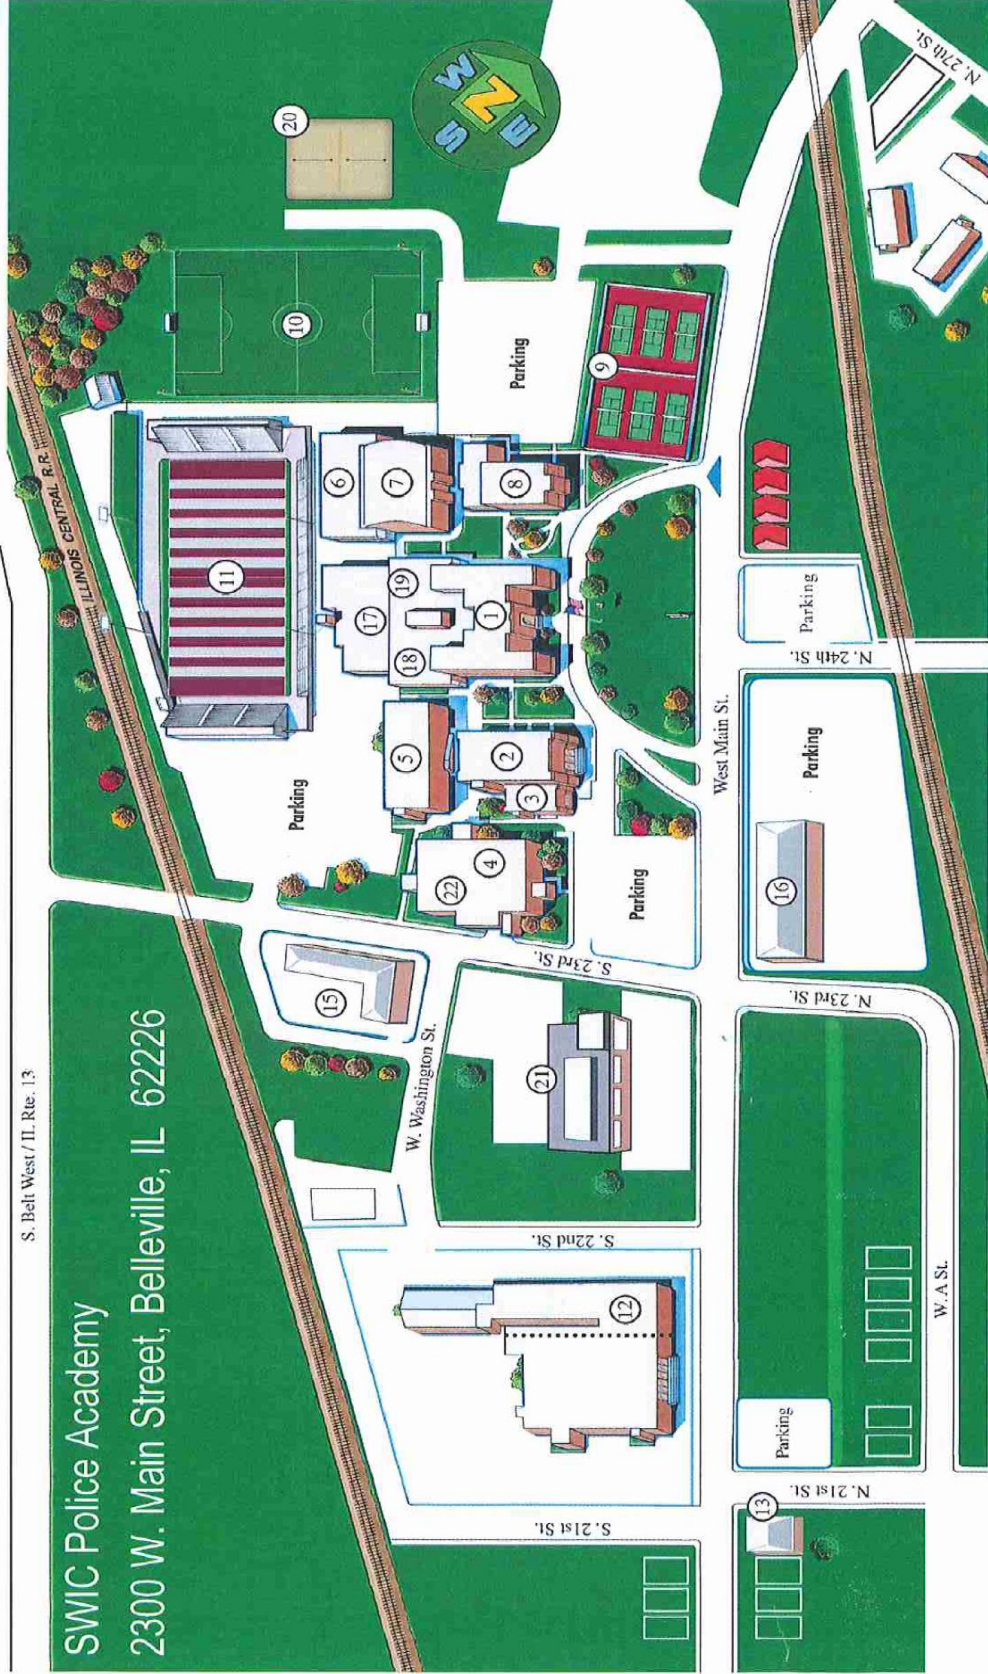 S. Belt West / Il. Rte. 13
SWIC Police Academy
2300 W. Main Street, Belleville, IL 62226
ILLINOIS CENTRAL R.R.
20
S
W
N
E
10
11
6
7
8
9
Parking
17
19
18
1
5
2
3
4
22
Parking
Parking
15
21
16
12
13
S. 23rd St.
W. Washington St.
S. 22nd St.
S. 21st St.
West Main St.
N. 27th St.
N. 24th St.
Parking
Parking
N. 23rd St.
W. A St.
Parking
N. 21st St.